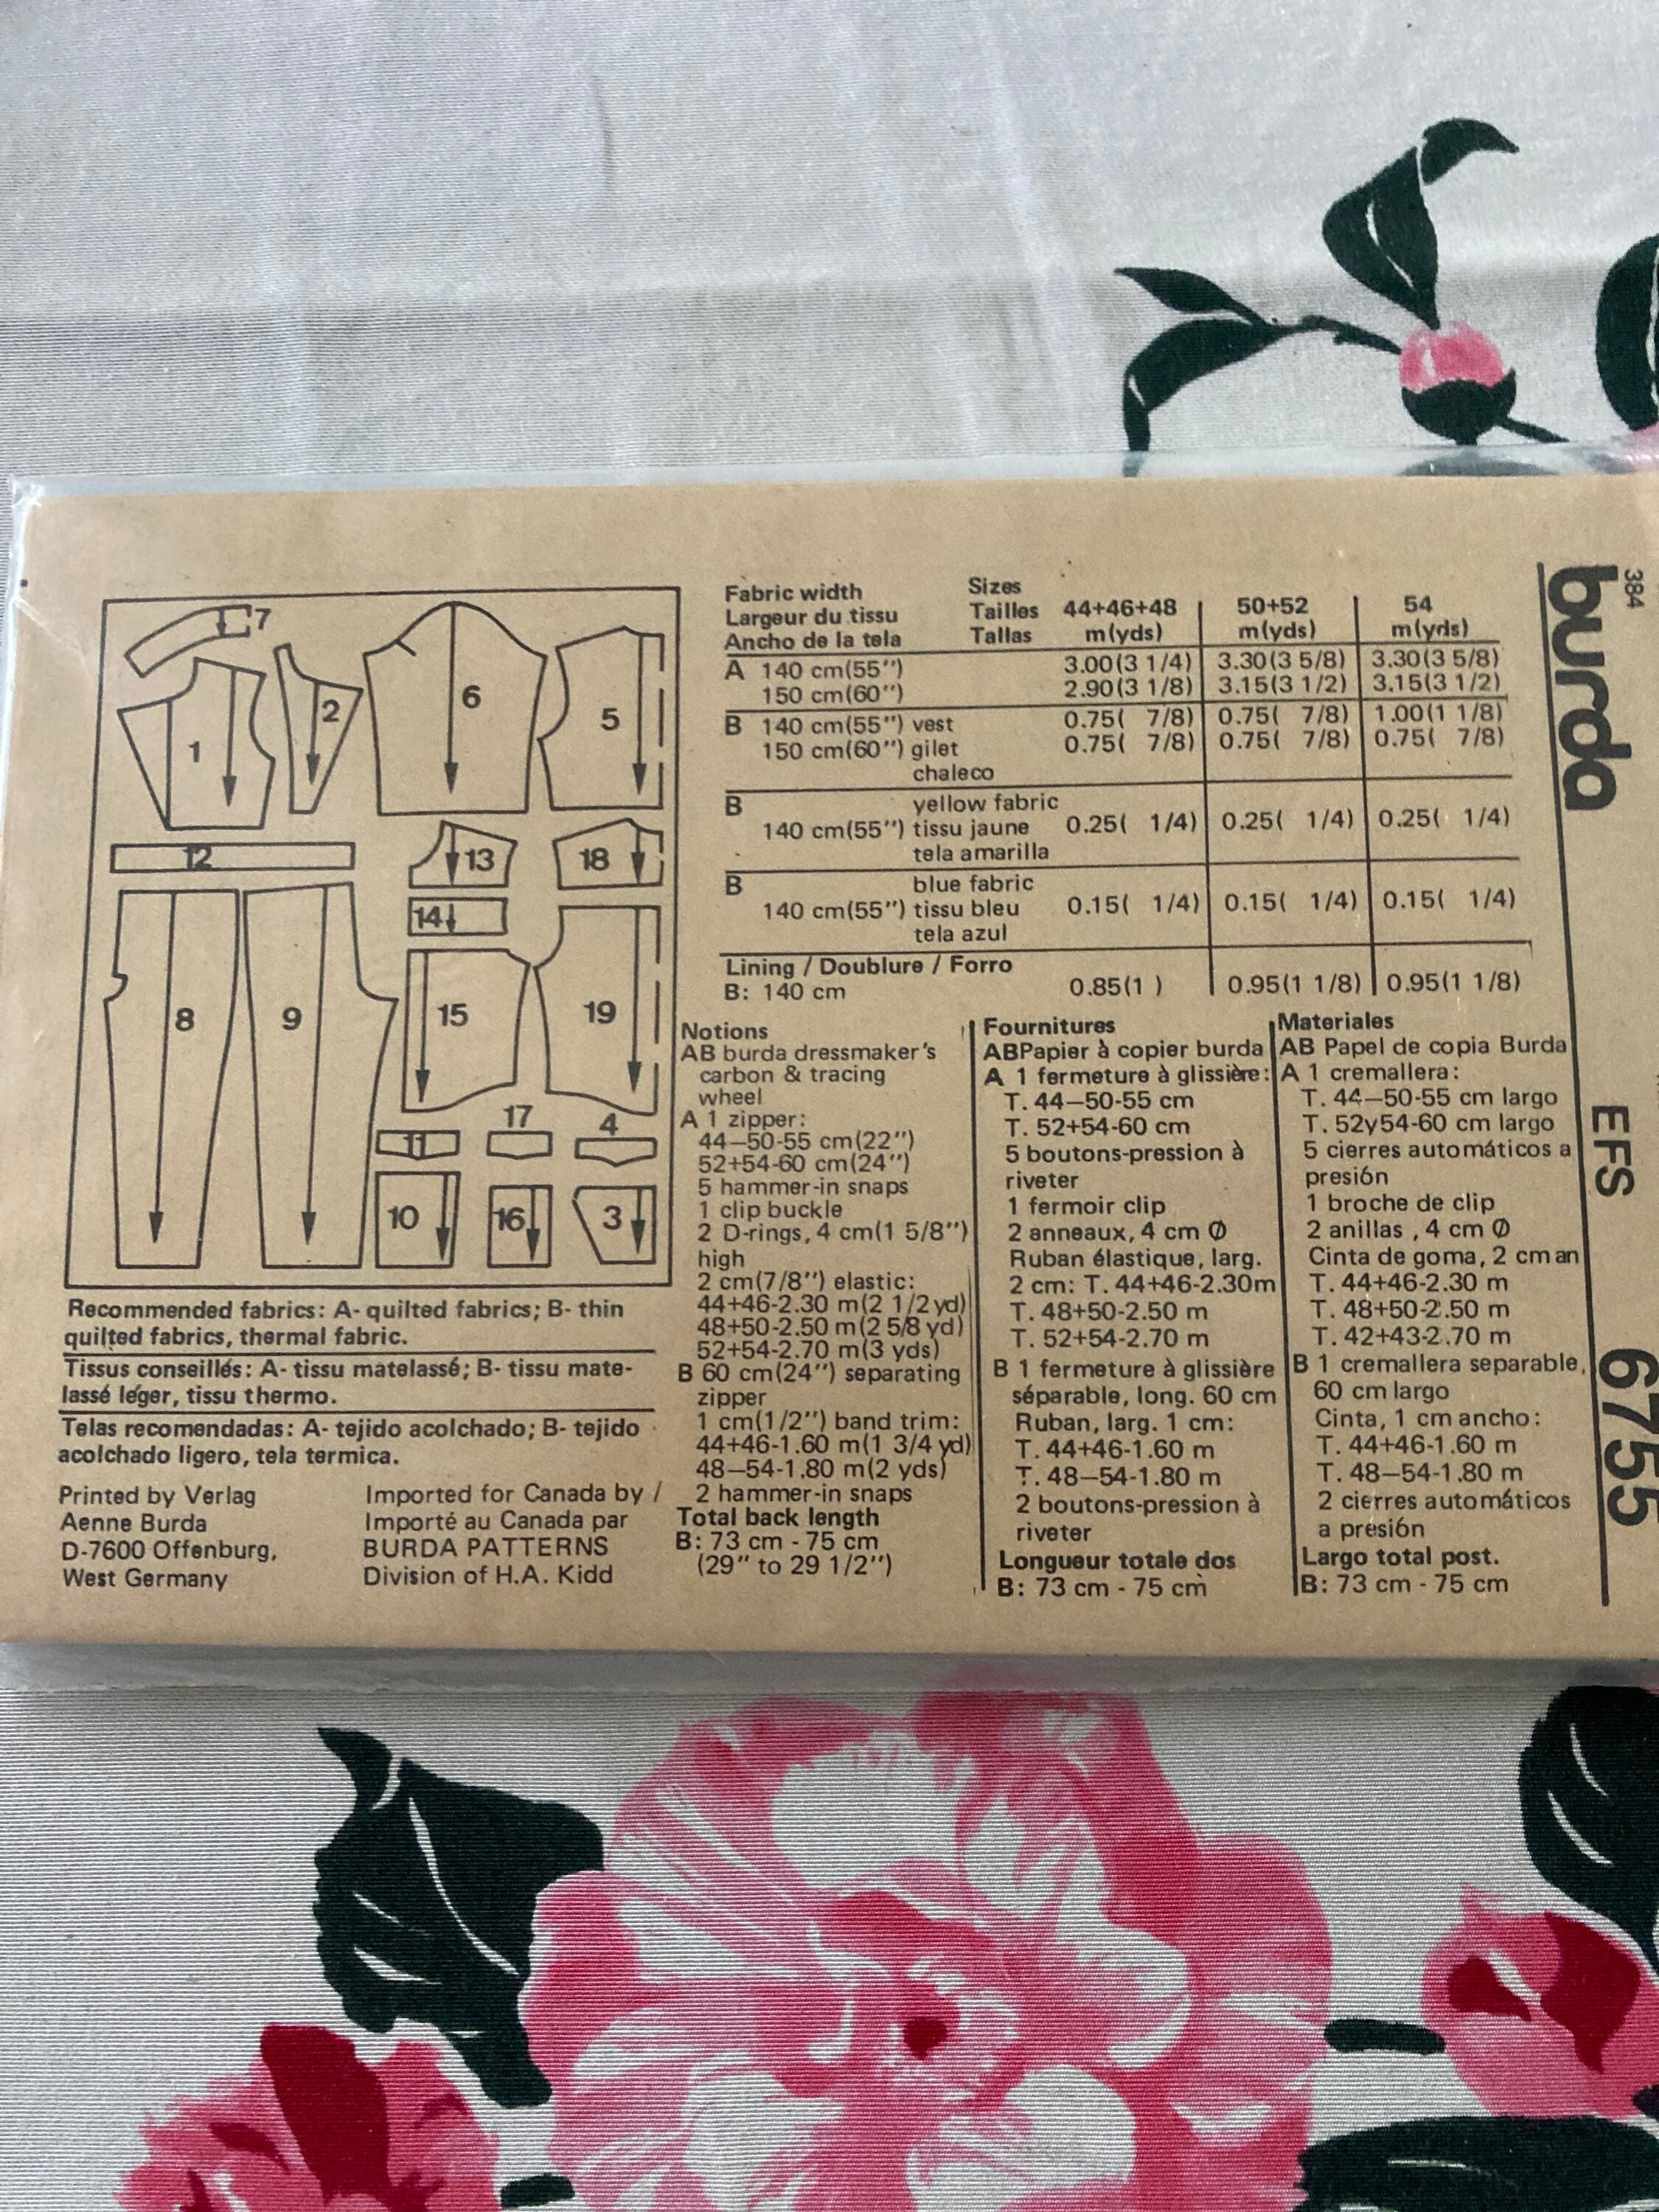 7
1
2
6
5
12
13
18
14
8
9
15
19
17
4
11
10
16
3
Recommended fabrics: A- quilted fabrics; B- thin
quilted fabrics, thermal fabric.
Tissus conseillés: A- tissu matelassé; B- tissu mate-
lassé léger, tissu thermo.
Telas recomendadas: A- tejido acolchado; B- tejido
acolchado ligero, tela termica.
Printed by Verlag
Aenne Burda
D-7600 Offenburg,
West Germany
Imported for Canada by /
Importé au Canada par
BURDA PATTERNS
Division of H.A. Kidd
Fabric width Sizes
Largeur du tissu Tailles 44+46+48 50+52 54
Ancho de la tela Tallas m(yds) m(yds) m(yds)
A 140 cm(55'') 3.00(3 1/4) 3.30(3 5/8) 3.30(3 5/8)
150 cm(60'') 2.90(3 1/8) 3.15(3 1/2) 3.15(3 1/2)
B 140 cm(55'') vest 0.75( 7/8) 0.75( 7/8) 1.00(1 1/8)
150 cm(60'') gilet 0.75( 7/8) 0.75( 7/8) 0.75( 7/8)
chaleco
B yellow fabric
140 cm(55'') tissu jaune 0.25( 1/4) 0.25( 1/4) 0.25( 1/4)
tela amarilla
B blue fabric
140 cm(55'') tissu bleu 0.15( 1/4) 0.15( 1/4) 0.15( 1/4)
tela azul
Lining / Doublure / Forro
B: 140 cm 0.85(1 ) 0.95(1 1/8) 0.95(1 1/8)
Notions
AB burda dressmaker's
carbon & tracing
wheel
A 1 zipper:
44—50-55 cm(22'')
52+54-60 cm(24'')
5 hammer-in snaps
1 clip buckle
2 D-rings, 4 cm(1 5/8'')
high
2 cm(7/8'') elastic:
44+46-2.30 m(2 1/2 yd)
48+50-2.50 m(2 5/8 yd)
52+54-2.70 m(3 yds)
B 60 cm(24'') separating
zipper
1 cm(1/2'') band trim:
44+46-1.60 m(1 3/4 yd)
48—54-1.80 m(2 yds)
2 hammer-in snaps
Total back length
B: 73 cm - 75 cm
(29'' to 29 1/2'')
Fournitures
ABPapier à copier burda
A 1 fermeture à glissière:
T. 44—50-55 cm
T. 52+54-60 cm
5 boutons-pression à
riveter
1 fermoir clip
2 anneaux, 4 cm Ø
Ruban élastique, larg.
2 cm: T. 44+46-2.30m
T. 48+50-2.50 m
T. 52+54-2.70 m
B 1 fermeture à glissière
séparable, long. 60 cm
Ruban, larg. 1 cm:
T. 44+46-1.60 m
T. 48—54-1.80 m
2 boutons-pression à
riveter
Longueur totale dos
B: 73 cm - 75 cm
Materiales
AB Papel de copia Burda
A 1 cremallera:
T. 44—50-55 cm largo
T. 52y54-60 cm largo
5 cierres automáticos a
presión
1 broche de clip
2 anillas , 4 cm Ø
Cinta de goma, 2 cm an
T. 44+46-2.30 m
T. 48+50-2.50 m
T. 42+43-2.70 m
B 1 cremallera separable,
60 cm largo
Cinta, 1 cm ancho:
T. 44+46-1.60 m
T. 48—54-1.80 m
2 cierres automáticos
a presión
Largo total post.
B: 73 cm - 75 cm
384
burda
EFS
6755